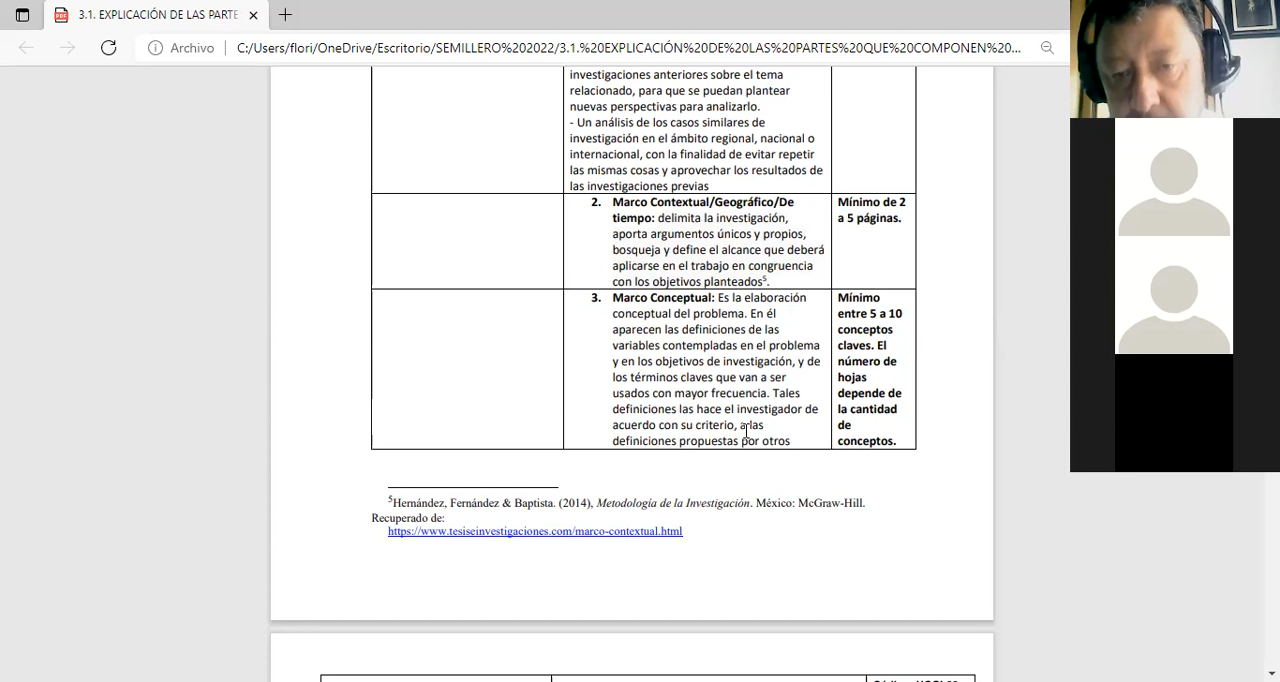 3.1. EXPLICACIÓN DE LAS PARTE
Archivo
C:/Users/flori/OneDrive/Escritorio/SEMILLERO%202022/3.1.%20EXPLICACIÓN%20DE%20LAS%20PARTES%20QUE%20COMPONEN%20...
investigaciones anteriores sobre el tema
relacionado, para que se puedan plantear
nuevas perspectivas para analizarlo.
- Un análisis de los casos similares de
investigación en el ámbito regional, nacional o
internacional, con la finalidad de evitar repetir
las mismas cosas y aprovechar los resultados de
las investigaciones previas
2. Marco Contextual/Geográfico/De
tiempo: delimita la investigación,
aporta argumentos únicos y propios,
bosqueja y define el alcance que deberá
aplicarse en el trabajo en congruencia
con los objetivos planteados⁵.
Mínimo de 2
a 5 páginas.
3. Marco Conceptual: Es la elaboración
conceptual del problema. En él
aparecen las definiciones de las
variables contempladas en el problema
y en los objetivos de investigación, y de
los términos claves que van a ser
usados con mayor frecuencia. Tales
definiciones las hace el investigador de
acuerdo con su criterio, a las
definiciones propuestas por otros
Mínimo
entre 5 a 10
conceptos
claves. El
número de
hojas
depende de
la cantidad
de
conceptos.
⁵Hernández, Fernández & Baptista. (2014), Metodología de la Investigación. México: McGraw-Hill.
Recuperado de:
https://www.tesiseinvestigaciones.com/marco-contextual.html